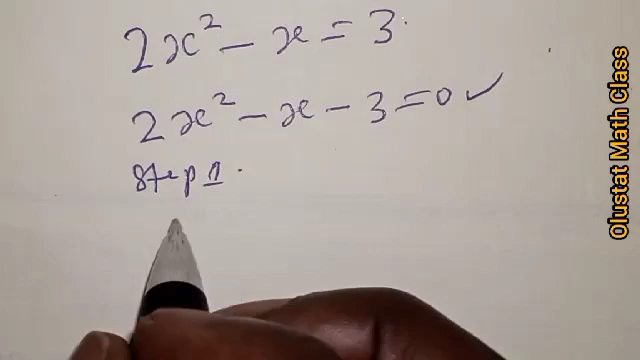 2x² - x = 3
2x² - x - 3 = 0 ✓
Step 1
Olustat Math Class